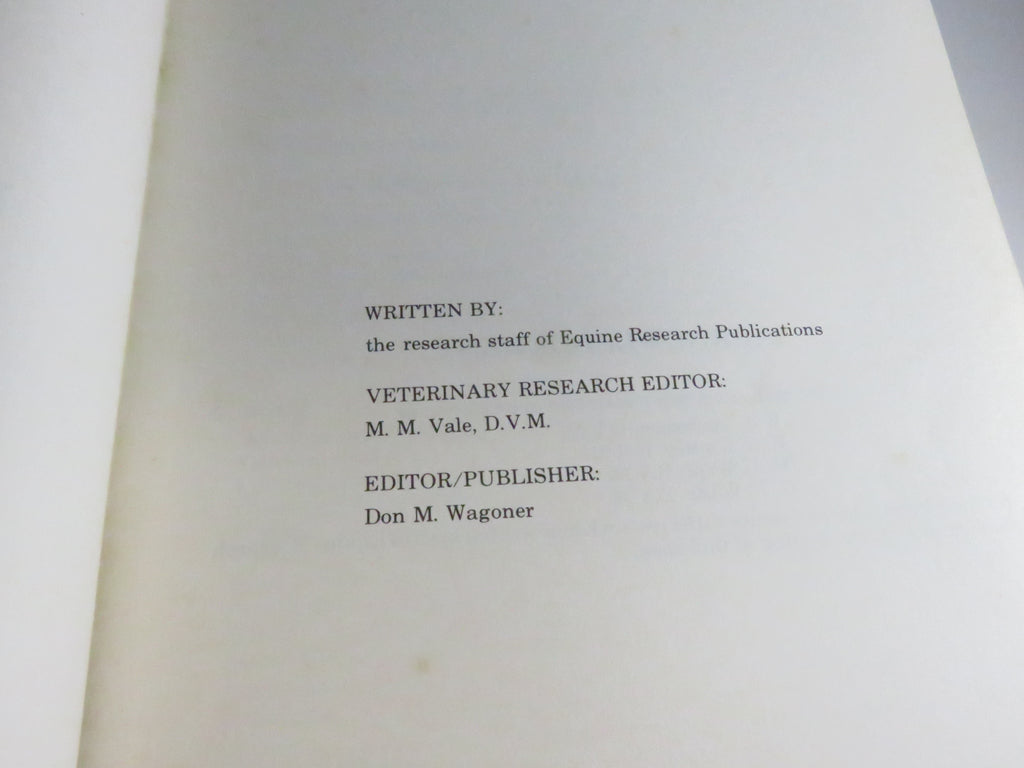 WRITTEN BY:
the research staff of Equine Research Publications
VETERINARY RESEARCH EDITOR:
M. M. Vale, D.V.M.
EDITOR/PUBLISHER:
Don M. Wagoner